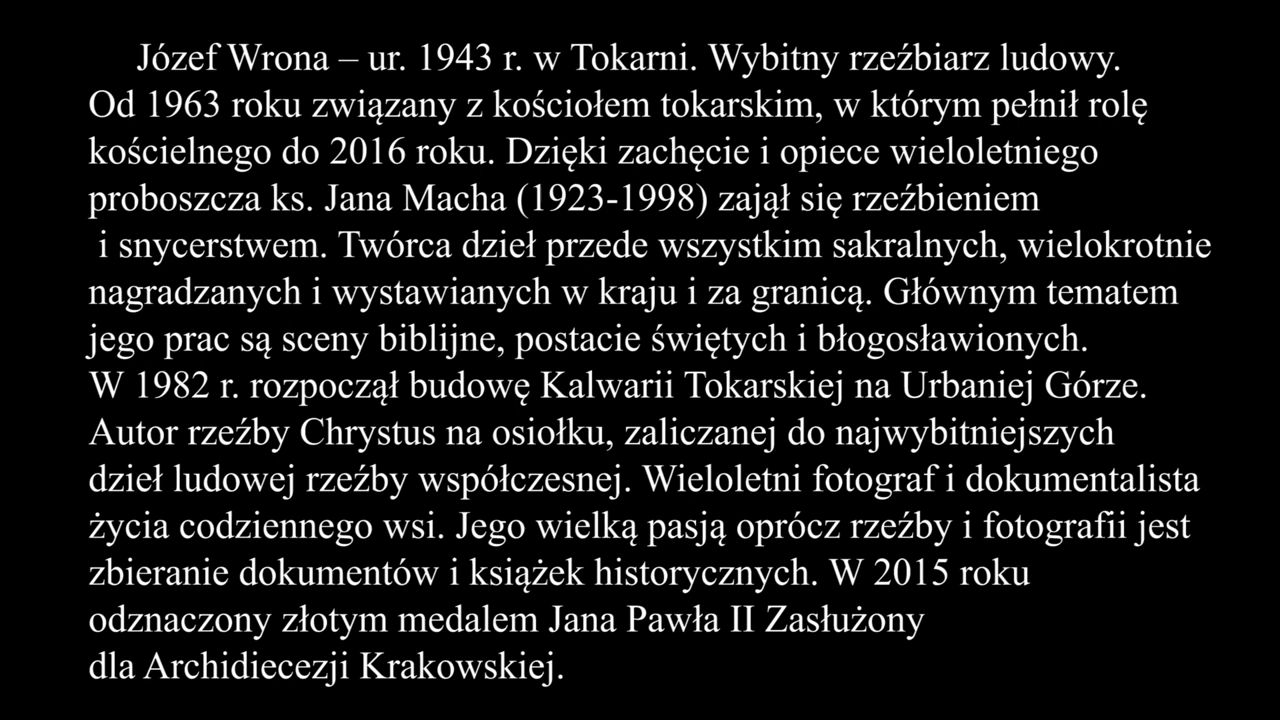 Józef Wrona – ur. 1943 r. w Tokarni. Wybitny rzeźbiarz ludowy.
Od 1963 roku związany z kościołem tokarskim, w którym pełnił rolę
kościelnego do 2016 roku. Dzięki zachęcie i opiece wieloletniego
proboszcza ks. Jana Macha (1923-1998) zajął się rzeźbieniem
i snycerstwem. Twórca dzieł przede wszystkim sakralnych, wielokrotnie
nagradzanych i wystawianych w kraju i za granicą. Głównym tematem
jego prac są sceny biblijne, postacie świętych i błogosławionych.
W 1982 r. rozpoczął budowę Kalwarii Tokarskiej na Urbaniej Górze.
Autor rzeźby Chrystus na osiołku, zaliczanej do najwybitniejszych
dzieł ludowej rzeźby współczesnej. Wieloletni fotograf i dokumentalista
życia codziennego wsi. Jego wielką pasją oprócz rzeźby i fotografii jest
zbieranie dokumentów i książek historycznych. W 2015 roku
odznaczony złotym medalem Jana Pawła II Zasłużony
dla Archidiecezji Krakowskiej.